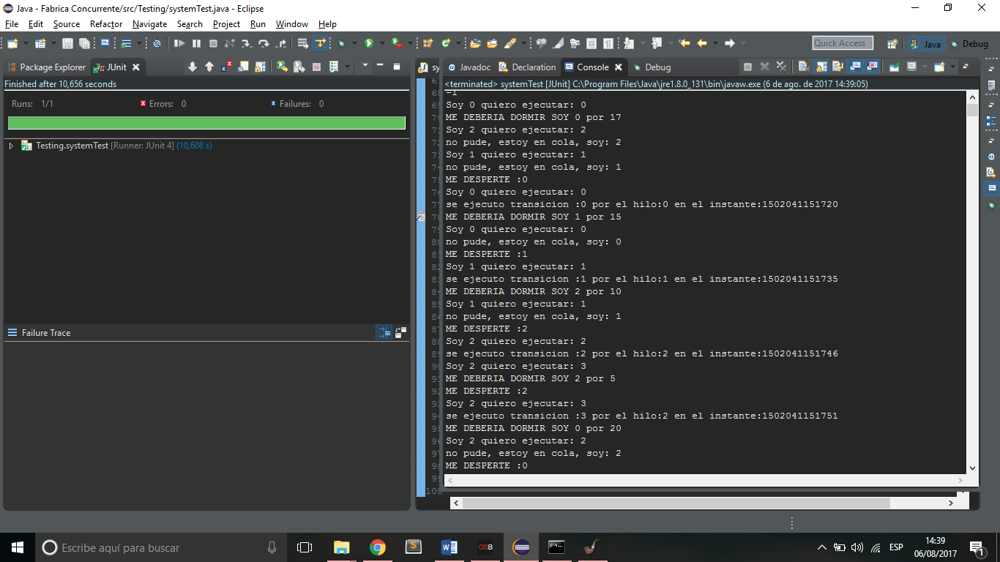 Java - Fabrica Concurrente/src/Testing/systemTest.java - Eclipse
File Edit Source Refactor Navigate Search Project Run Window Help
Quick Access
Java
Debug
Package Explorer
JUnit
Finished after 10,656 seconds
Runs: 1/1
Errors: 0
Failures: 0
Testing.systemTest [Runner: JUnit 4] (10,608 s)
Failure Trace
sy
Javadoc
Declaration
Console
Debug
<terminated> systemTest [JUnit] C:\Program Files\Java\jre1.8.0_131\bin\javaw.exe (6 de ago. de 2017 14:39:05)
-1
Soy 0 quiero ejecutar: 0
ME DEBERIA DORMIR SOY 0 por 17
Soy 2 quiero ejecutar: 2
no pude, estoy en cola, soy: 2
Soy 1 quiero ejecutar: 1
no pude, estoy en cola, soy: 1
ME DESPERTE :0
Soy 0 quiero ejecutar: 0
se ejecuto transicion :0 por el hilo:0 en el instante:1502041151720
ME DEBERIA DORMIR SOY 1 por 15
Soy 0 quiero ejecutar: 0
no pude, estoy en cola, soy: 0
ME DESPERTE :1
Soy 1 quiero ejecutar: 1
se ejecuto transicion :1 por el hilo:1 en el instante:1502041151735
ME DEBERIA DORMIR SOY 2 por 10
Soy 1 quiero ejecutar: 1
no pude, estoy en cola, soy: 1
ME DESPERTE :2
Soy 2 quiero ejecutar: 2
se ejecuto transicion :2 por el hilo:2 en el instante:1502041151746
Soy 2 quiero ejecutar: 3
ME DEBERIA DORMIR SOY 2 por 5
ME DESPERTE :2
Soy 2 quiero ejecutar: 3
se ejecuto transicion :3 por el hilo:2 en el instante:1502041151751
ME DEBERIA DORMIR SOY 0 por 20
Soy 2 quiero ejecutar: 2
no pude, estoy en cola, soy: 2
ME DESPERTE :0
100
Escribe aquí para buscar
OSB
ESP
14:39
06/08/2017
1